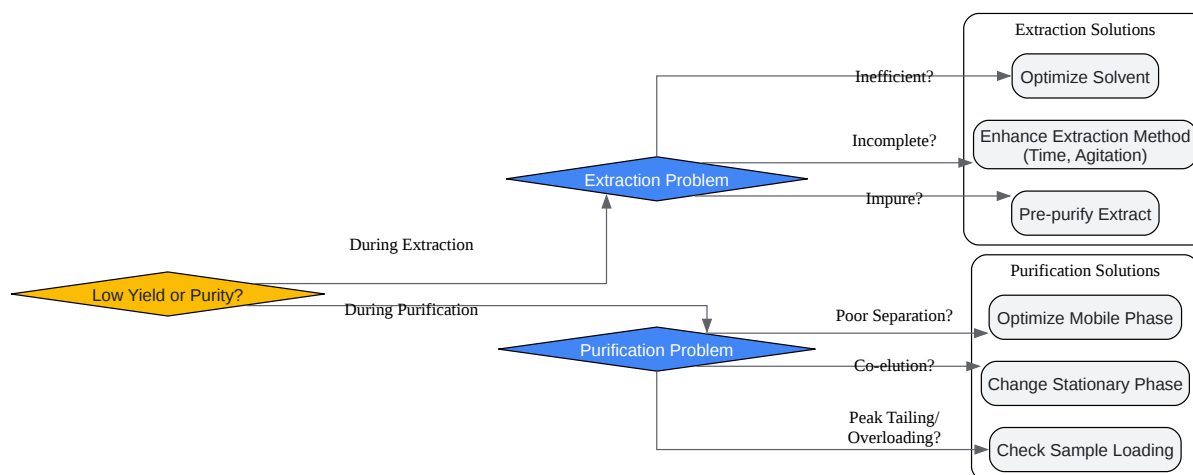 Extraction Solutions
Inefficient?
Optimize Solvent
Incomplete?
Enhance Extraction Method
(Time, Agitation)
Extraction Problem
Impure?
Pre-purify Extract
During Extraction
Low Yield or Purity?
During Purification
Purification Solutions
Poor Separation?
Optimize Mobile Phase
Purification Problem
Co-elution?
Change Stationary Phase
Peak Tailing/
Overloading?
Check Sample Loading